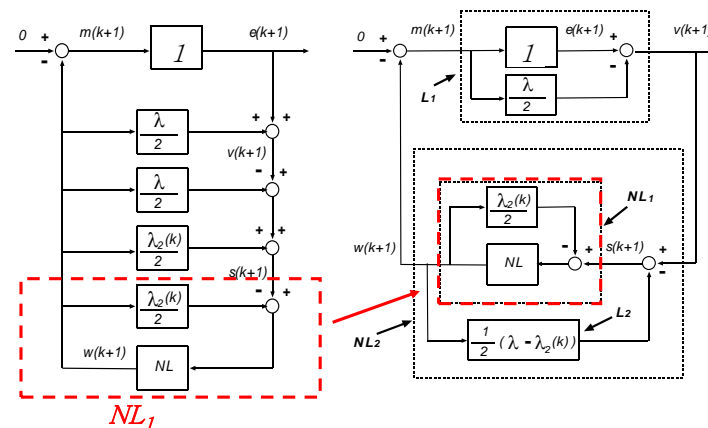 0 + - m(k+1) 1 e(k+1)
λ/2 + +
v(k+1)
λ/2 - +
λ₂(k)/2 + +
s(k+1)
λ₂(k)/2 - +
w(k+1) NL
NL₁
0 + - m(k+1) 1 e(k+1) + - v(k+1)
L₁ λ/2
λ₂(k)/2 NL₁
w(k+1) NL - + s(k+1) + -
NL₂ 1/2 (λ - λ₂(k)) L₂